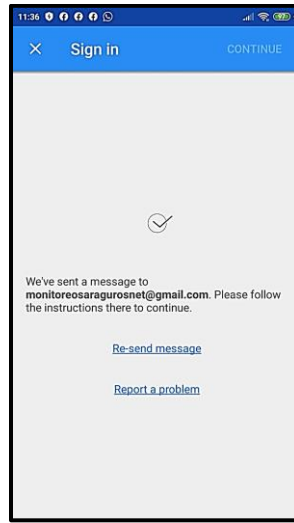 11:36
Sign in CONTINUE
We've sent a message to
monitoreosaragurosnet@gmail.com. Please follow
the instructions there to continue.
Re-send message
Report a problem